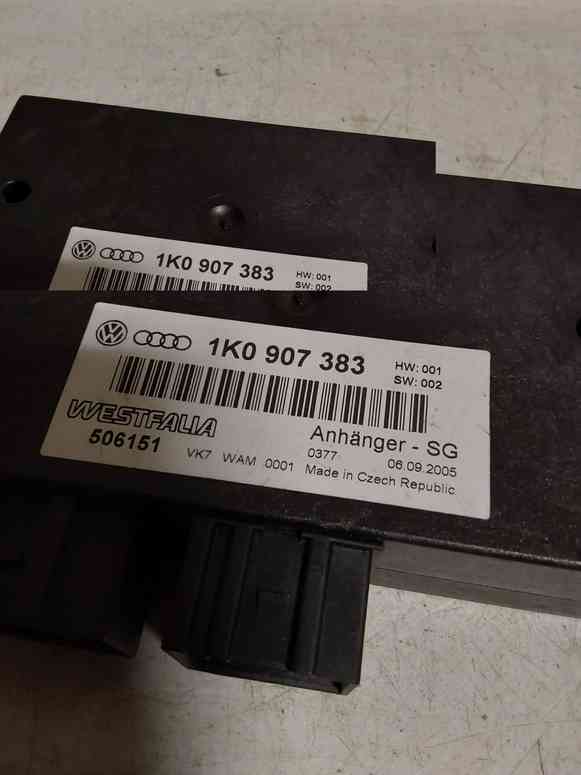 1K0 907 383 HW: 001
SW: 002
1K0 907 383 HW: 001
SW: 002
WESTFALIA
Anhänger - SG
506151 VK7 WAM 0001 0377 06.09.2005
Made in Czech Republic